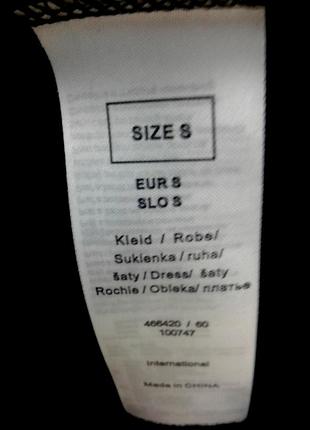 SIZE S
EUR S
SLO S
Kleid / Robe/
Sukienka / ruha/
šaty / Dress/ šaty
Rochie / Obleka/ платье
466420 / 60
100747
International
Made in CHINA